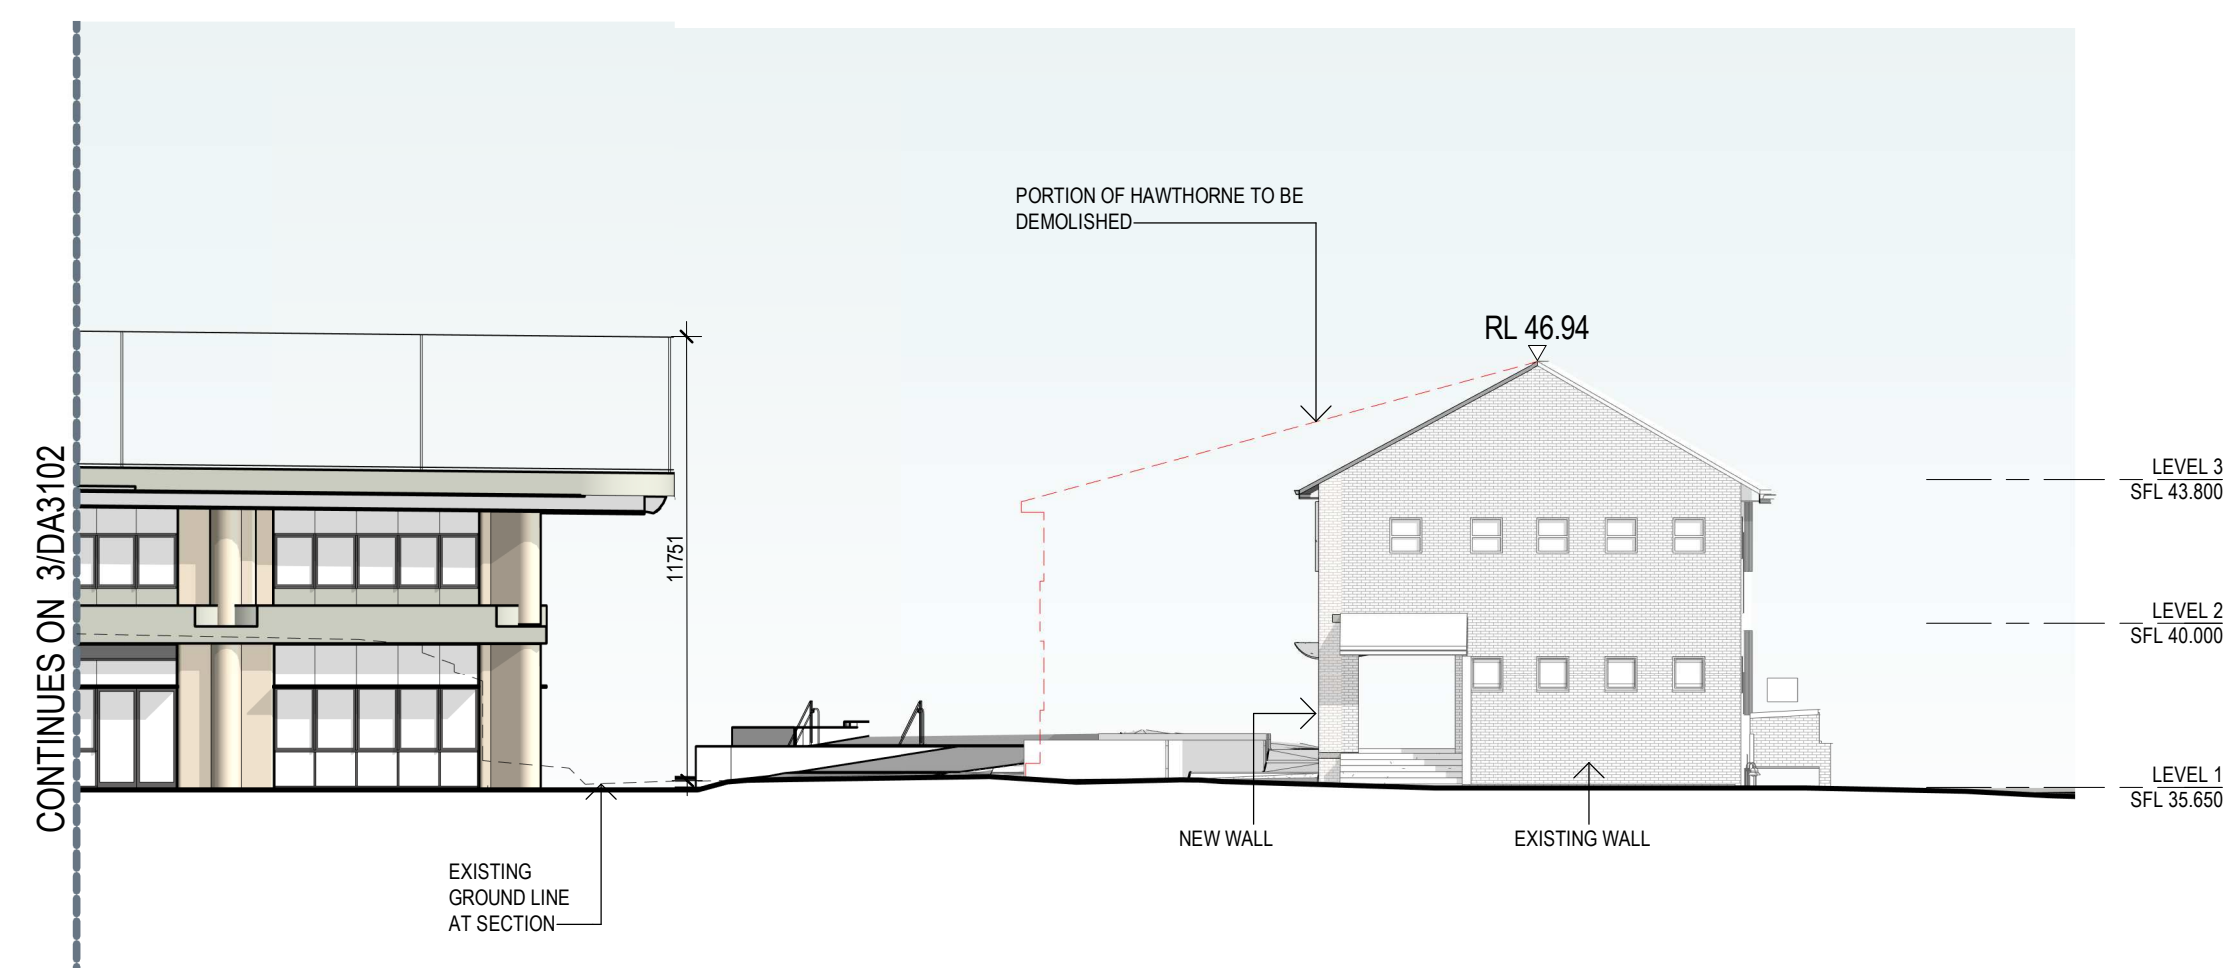 CONTINUES ON 3/DA3102
PORTION OF HAWTHORNE TO BE
DEMOLISHED
RL 46.94
11751
LEVEL 3
SFL 43.800
LEVEL 2
SFL 40.000
LEVEL 1
SFL 35.650
NEW WALL
EXISTING WALL
EXISTING
GROUND LINE
AT SECTION